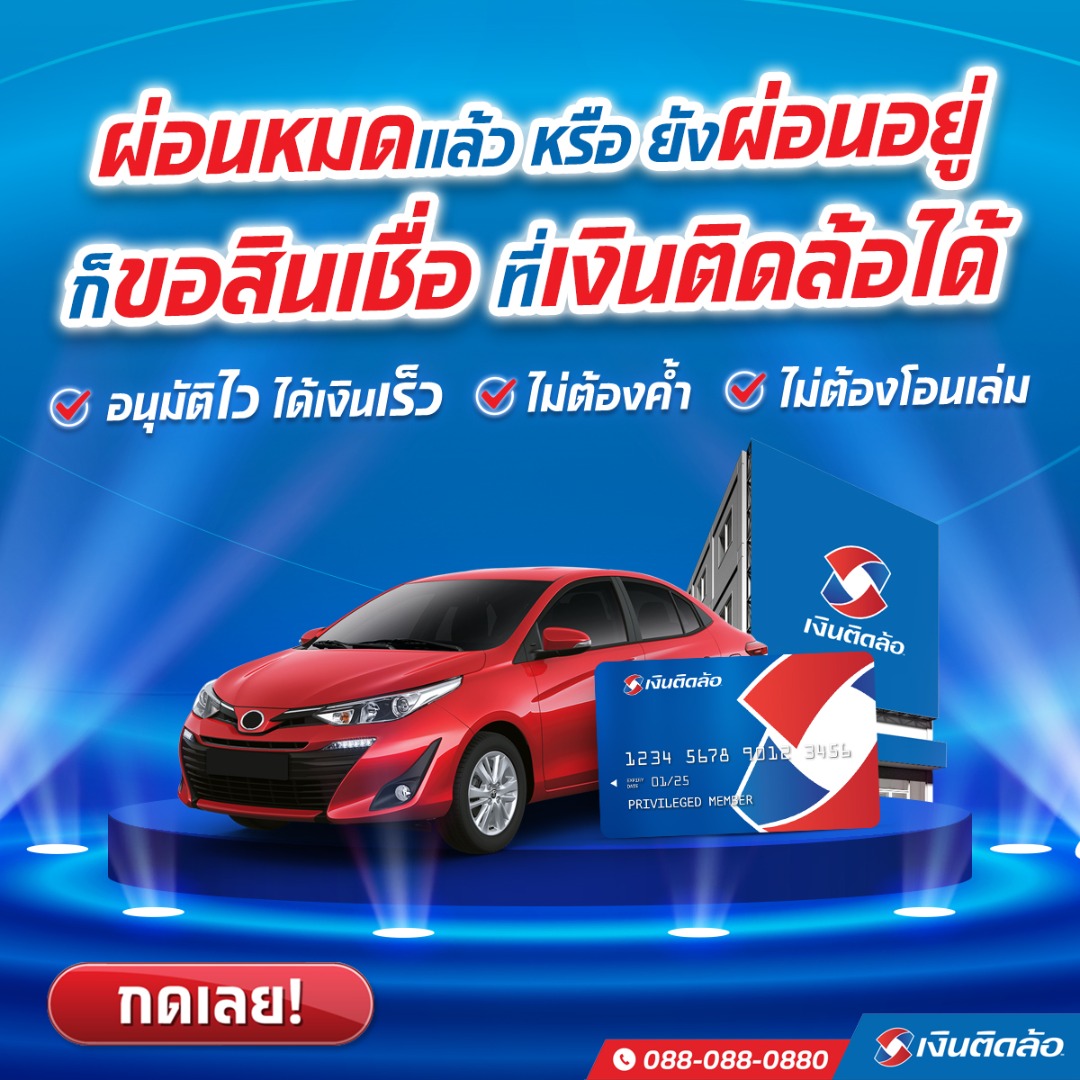 ผ่อนหมดแล้ว หรือ ยังผ่อนอยู่
ก็ขอสินเชื่อ ที่เงินติดล้อได้
อนุมัติไว ได้เงินเร็ว ไม่ต้องค้ำ ไม่ต้องโอนเล่ม
เงินติดล้อ
เงินติดล้อ
1234 5678 9012 3456
EXPIRY DATE 01/25
PRIVILEGED MEMBER
กดเลย!
088-088-0880 เงินติดล้อ